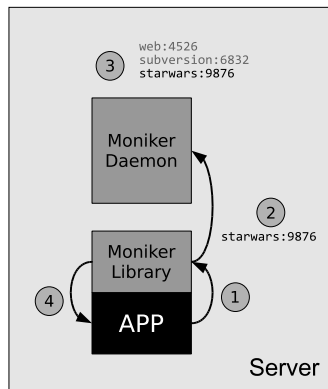 3
web:4526
subversion:6832
starwars:9876
Moniker
Daemon
2
starwars:9876
Moniker
Library
4
1
APP
Server